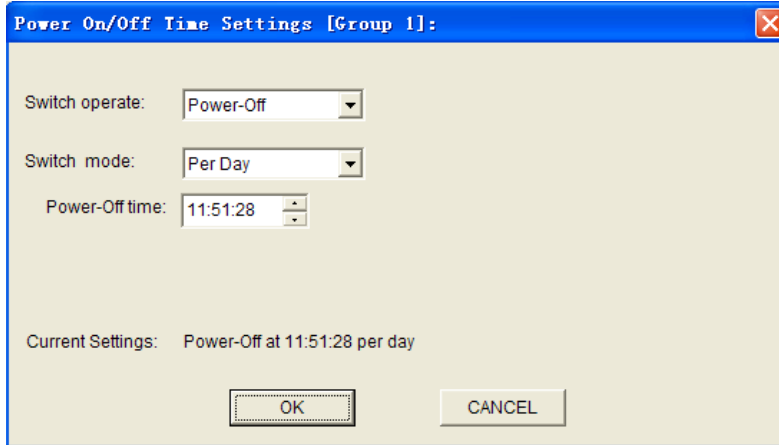 Power On/Off Time Settings [Group 1]:
Switch operate: Power-Off
Switch mode: Per Day
Power-Off time: 11:51:28
Current Settings: Power-Off at 11:51:28 per day
OK CANCEL